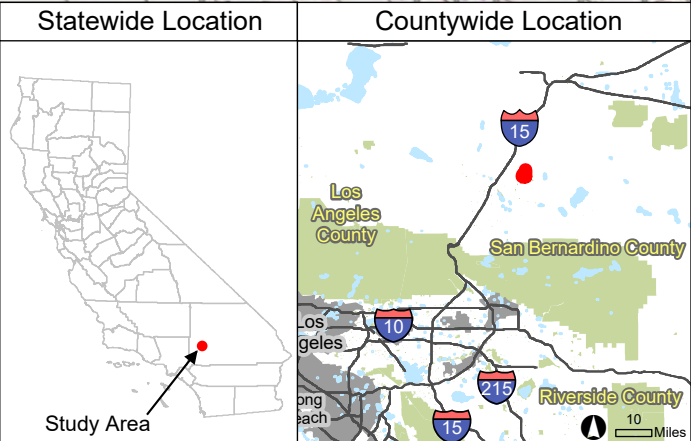 Statewide Location
Countywide Location
15
Los
Angeles
County
San Bernardino County
Los
geles
10
215
ong
each
Riverside County
15
10
Miles
Study Area